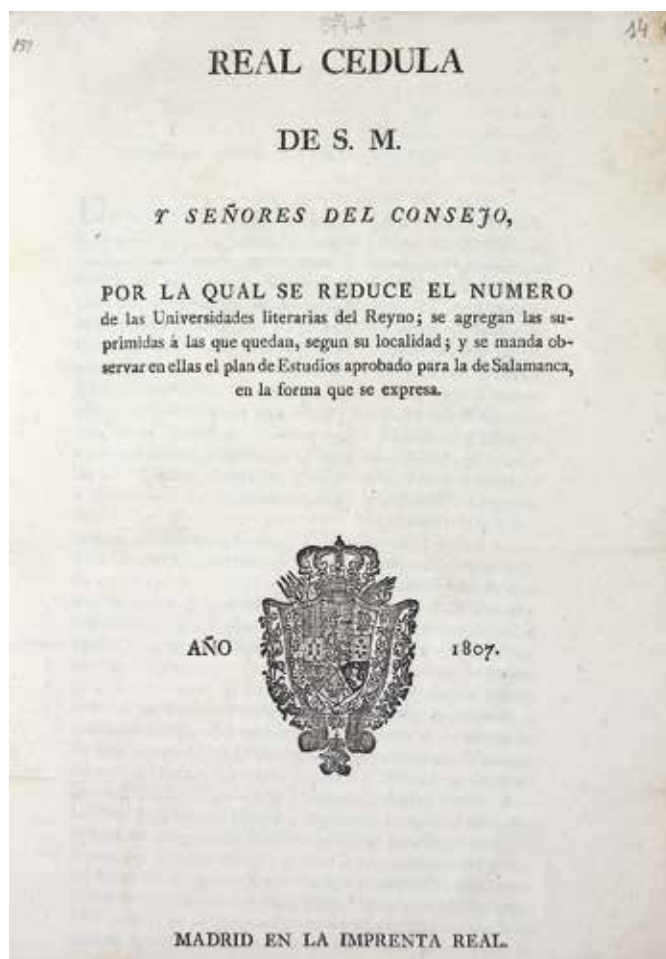 157
14
REAL CEDULA
DE S. M.
Y SEÑORES DEL CONSEJO,
POR LA QUAL SE REDUCE EL NUMERO
de las Universidades literarias del Reyno; se agregan las su-
primidas á las que quedan, segun su localidad; y se manda ob-
servar en ellas el plan de Estudios aprobado para la de Salamanca,
en la forma que se expresa.
AÑO 1807.
MADRID EN LA IMPRENTA REAL.